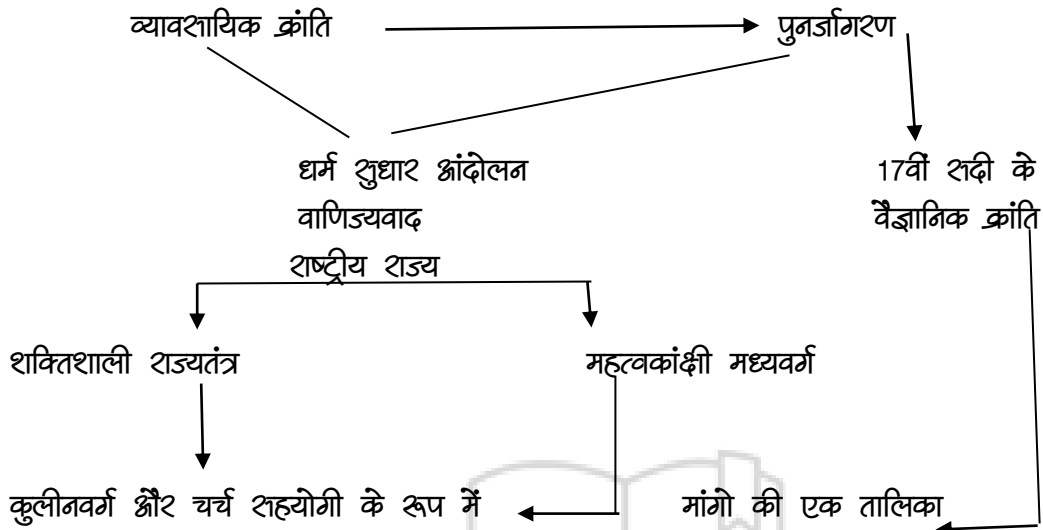 व्यावसायिक क्रांति पुनर्जागरण
धर्म सुधार आंदोलन
वाणिज्यवाद
राष्ट्रीय राज्य
17वीं सदी के
वैज्ञानिक क्रांति
शक्तिशाली राज्यतंत्र महत्वकांक्षी मध्यवर्ग
कुलीनवर्ग और चर्च सहयोगी के रूप में मांगो की एक तालिका